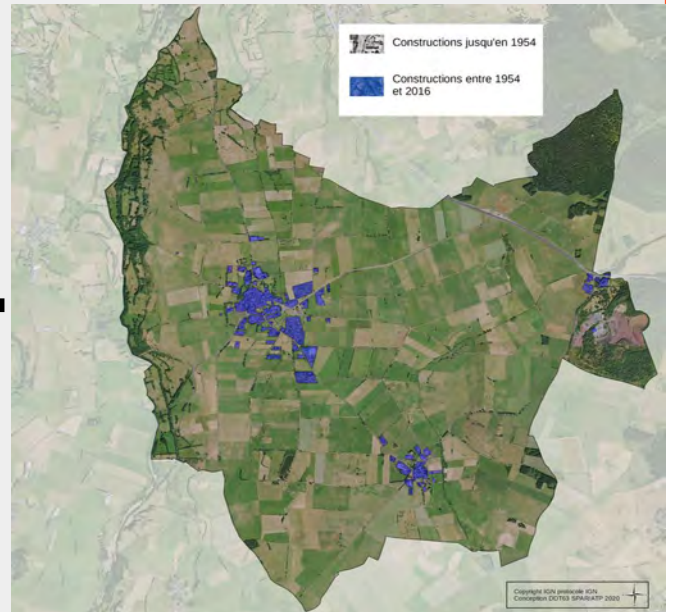 Constructions jusqu'en 1954
Constructions entre 1954
et 2016
Copyright IGN protocole IGN
Conception DDT63 SPAR/ATP 2020